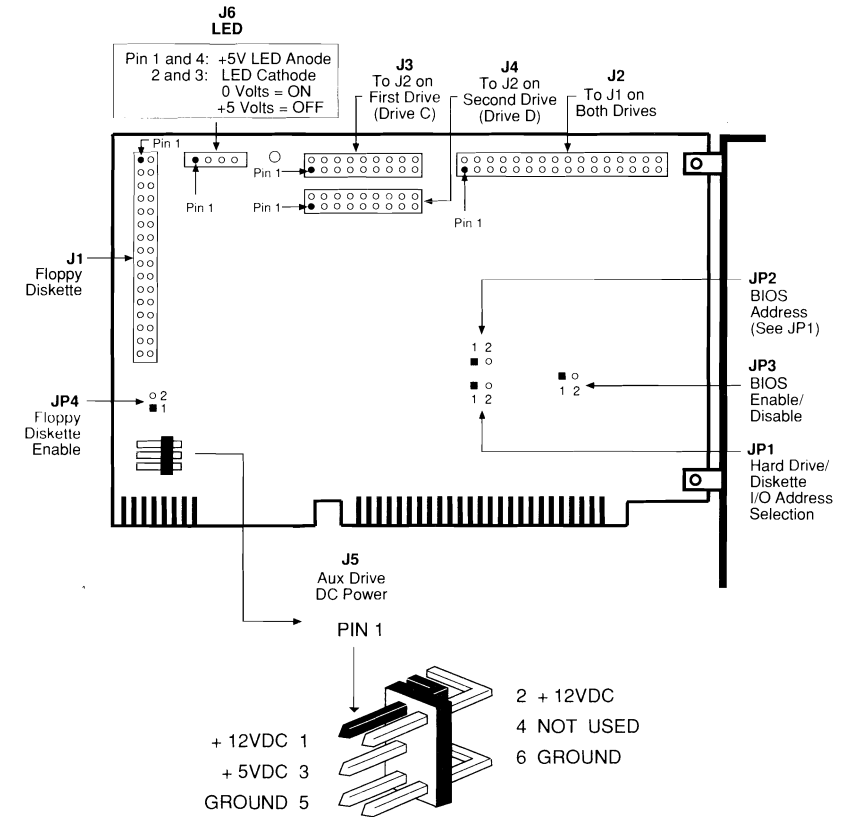 J6
LED
Pin 1 and 4: +5V LED Anode
2 and 3: LED Cathode
0 Volts = ON
+5 Volts = OFF
J3
To J2 on
First Drive
(Drive C)
J4
To J2 on
Second Drive
(Drive D)
J2
To J1 on
Both Drives
Pin 1
Pin 1
Pin 1
Pin 1
Pin 1
J1
Floppy
Diskette
JP4
Floppy
Diskette
Enable
2
1
1 2
1 2
1 2
JP2
BIOS
Address
(See JP1)
JP3
BIOS
Enable/
Disable
JP1
Hard Drive/
Diskette
I/O Address
Selection
J5
Aux Drive
DC Power
PIN 1
+ 12VDC 1
+ 5VDC 3
GROUND 5
2 + 12VDC
4 NOT USED
6 GROUND